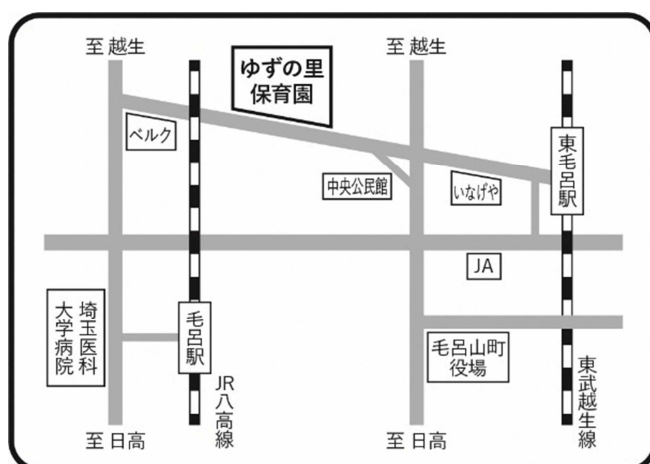 至 越生
至 越生
ゆずの里
保育園
ベルク
東毛呂駅
中央公民館
いなげや
JA
埼玉医科
大学病院
毛呂駅
毛呂山町
役場
JR八高線
東武越生線
至 日高
至 日高